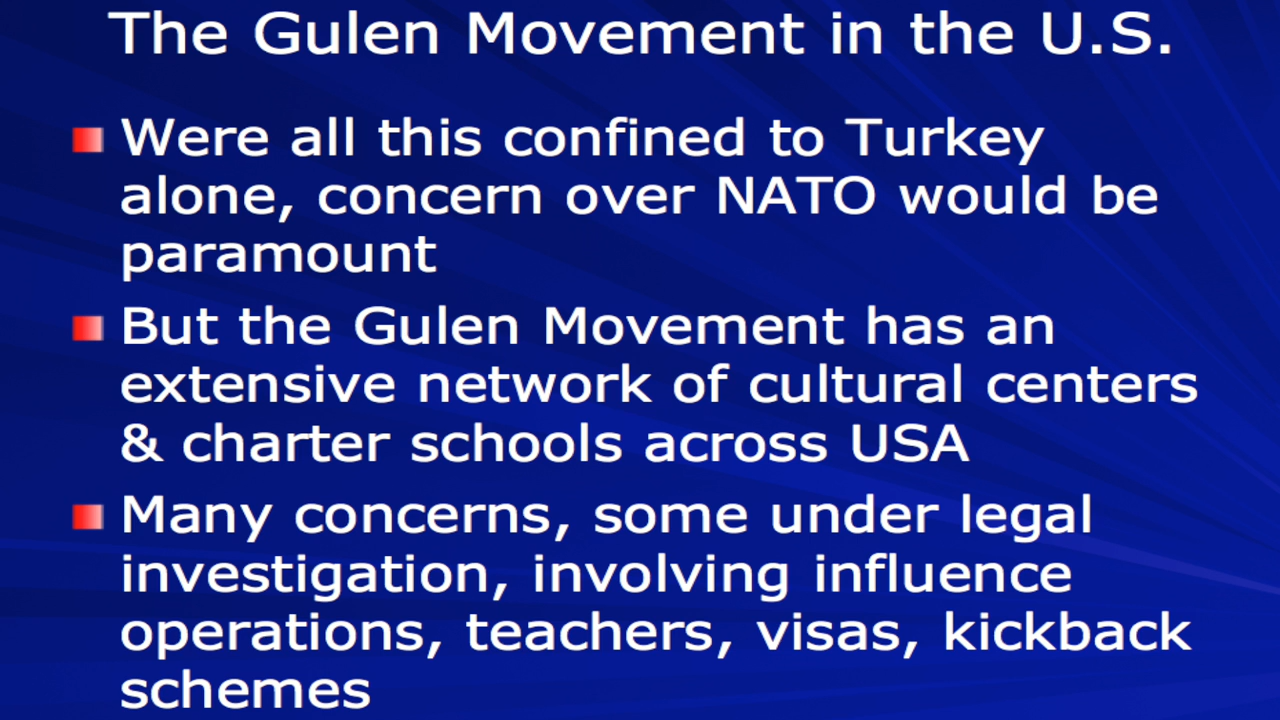 The Gulen Movement in the U.S.
Were all this confined to Turkey
alone, concern over NATO would be
paramount
But the Gulen Movement has an
extensive network of cultural centers
& charter schools across USA
Many concerns, some under legal
investigation, involving influence
operations, teachers, visas, kickback
schemes